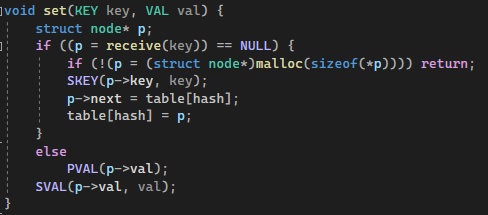 void set(KEY key, VAL val) {
    struct node* p;
    if ((p = receive(key)) == NULL) {
        if (!(p = (struct node*)malloc(sizeof(*p)))) return;
        SKEY(p->key, key);
        p->next = table[hash];
        table[hash] = p;
    }
    else
        PVAL(p->val);
    SVAL(p->val, val);
}